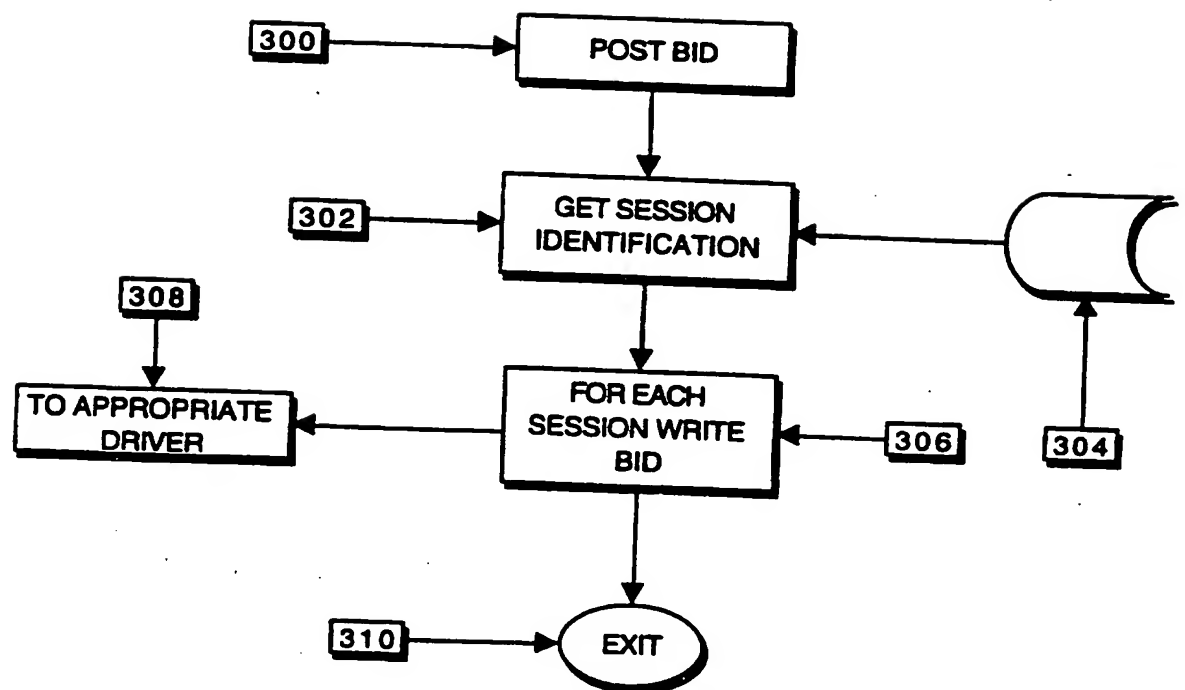 300
POST BID
302
GET SESSION
IDENTIFICATION
308
TO APPROPRIATE
DRIVER
FOR EACH
SESSION WRITE
BID
306
304
310
EXIT